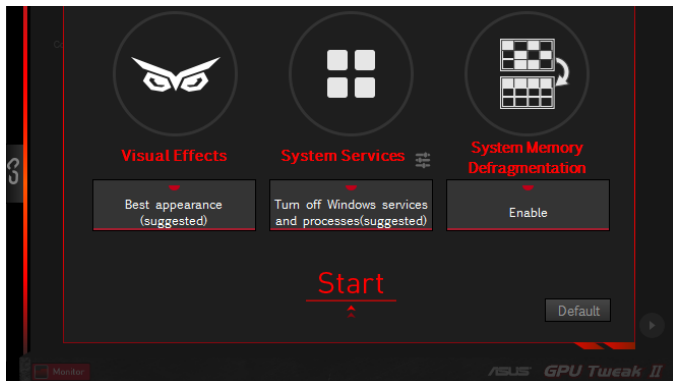 Visual Effects
System Services
System Memory
Defragmentation
Best appearance
(suggested)
Turn off Windows services
and processes(suggested)
Enable
Start
Default
Monitor
ASUS GPU Tweak II